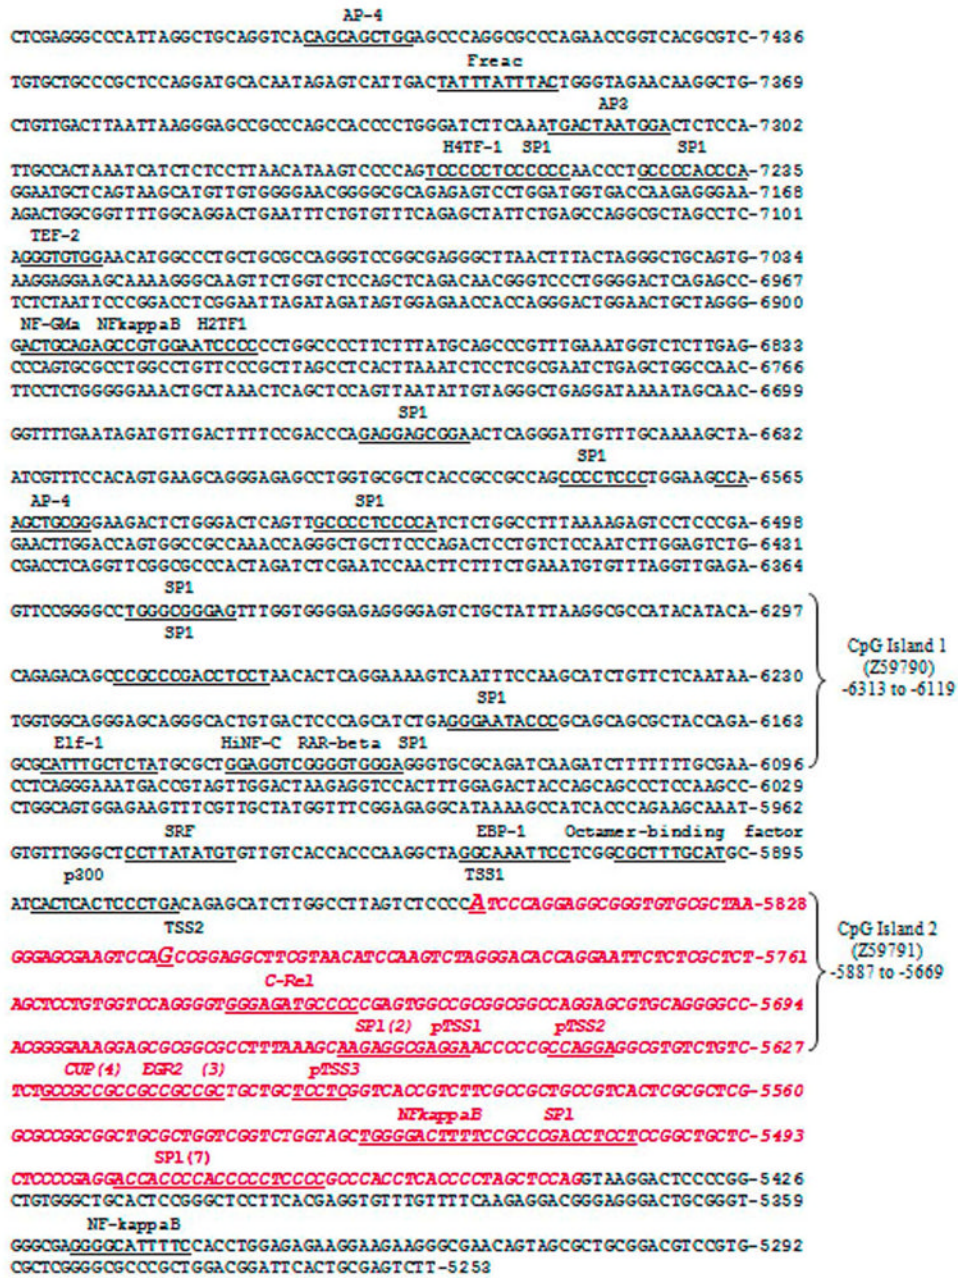 AP-4
CTCGAGGGCCCATTAGGCTGCAGGTCACAGCAGCTGGAGCCCAGGCGCCCAGAACCGGTCACGCGTC-7436
Freac
TGTGCTGCCCGCTCCAGGATGCACAATAGAGTCATTGACTATTTATTTACTGGGTAGAACAAGGCTG-7369
AP3
CTGTTGACTTAATTAAGGGAGCCGCCCAGCCACCCCTGGGATCTTCAAATGACTAATGGACTCTCCA-7302
H4TF-1 SP1 SP1
TTGCCACTAAATCATCTCTCCTTAACATAAGTCCCCAGTCCCCCTCCCCCCAACCCTGCCCCACCCA-7235
GGAATGCTCAGTAAGCATGTTGTGGGGAACGGGGCGCAGAGAGTCCTGGATGGTGACCAAGAGGGAA-7168
AGACTGGCGGTTTTGGCAGGACTGAATTTCTGTGTTTCAGAGCTATTCTGAGCCAGGCGCTAGCCTC-7101
TEF-2
AGGGTGTGGAACATGGCCCTGCTGCGCCAGGGTCCGGCGAGGGCTTAACTTTACTAGGGCTGCAGTG-7034
AAGGAGGAAGCAAAAGGGCAAGTTCTGGTCTCCAGCTCAGACAACGGGTCCCTGGGGACTCAGAGCC-6967
TCTCTAATTCCCGGACCTCGGAATTAGATAGATAGTGGAGAACCACCAGGGACTGGAACTGCTAGGG-6900
NF-GMa NFkappaB H2TF1
GACTGCAGAGCCGTGGAATCCCCCCTGGCCCCTTCTTTATGCAGCCCGTTTGAAATGGTCTCTTGAG-6833
CCCAGTGCGCCTGGCCTGTTCCCGCTTAGCCTCACTTAAATCTCCTCGCGAATCTGAGCTGGCCAAC-6766
TTCCTCTGGGGGAAACTGCTAAACTCAGCTCCAGTTAATATTGTAGGGCTGAGGATAAAATAGCAAC-6699
SP1
GGTTTTGAATAGATGTTGACTTTTCCGACCCAGAGGAGCGGAACTCAGGGATTGTTTGCAAAAGCTA-6632
SP1
ATCGTTTCCACAGTGAAGCAGGGAGAGCCTGGTGCGCTCACCGCCGCCAGCCCCTCCCTGGAAGCCA-6565
AP-4 SP1
AGCTGCGGGAAGACTCTGGGACTCAGTTGCCCCTCCCCATCTCTGGCCTTTAAAAGAGTCCTCCCGA-6498
GAACTTGGACCAGTGGCCGCCAAACCAGGGCTGCTTCCCAGACTCCTGTCTCCAATCTTGGAGTCTG-6431
CGACCTCAGGTTCGGCGCCCACTAGATCTCGAATCCAACTTCTTTCTGAAATGTGTTTAGGTTGAGA-6364
SP1
GTTCCGGGGCCTGGGCGGGAGTTTGGTGGGGAGAGGGGAGTCTGCTATTTAAGGCGCCATACATACA-6297
SP1
CAGAGACAGCCCGCCCGACCTCCTAACACTCAGGAAAAGTCAATTTCCAAGCATCTGTTCTCAATAA-6230
CpG Island 1
(Z59790)
-6313 to -6119
SP1
TGGTGGCAGGGAGCAGGGCACTGTGACTCCCAGCATCTGAGGGAATACCCGCAGCAGCGCTACCAGA-6163
Elf-1 HiNF-C RAR-beta SP1
GCGCATTTGCTCTATGCGCTGGAGGTCGGGGTGGGAGGGTGCGCAGATCAAGATCTTTTTTTGCGAA-6096
CCTCAGGGAAATGACCGTAGTTGGACTAAGAGGTCCACTTTGGAGACTACCAGCAGCCCTCCAAGCC-6029
CTGGCAGTGGAGAAGTTTCGTTGCTATGGTTTCGGAGAGGCATAAAAGCCATCACCCAGAAGCAAAT-5962
SRF EBP-1 Octamer-binding factor
GTGTTTGGGCTCCTTATATGTGTTGTCACCACCCAAGGCTAGGCAAATTCCTCGGCGCTTTGCATGC-5895
p300 TSS1
ATCACTCACTCCCTGACAGAGCATCTTGGCCTTAGTCTCCCCATCCCAGGAGGCGGGTGTGCGCTAA-5828
TSS2
GGGAGCGAAGTCCAGCCGGAGGCTTCGTAACATCCAAGTCTAGGGACACCAGGAATTCTCTCGCTCT-5761
CpG Island 2
(Z59791)
-5887 to -5669
C-Rel
AGCTCCTGTGGTCCAGGGGTGGGAGATGCCCCCGAGTGGCCGCGGCGGCCAGGAGCGTGCAGGGGCC-5694
SP1(2) pTSS1 pTSS2
ACGGGGAAAGGAGCGCGGCGCCTTTAAAGCAAGAGGCGAGGAACCCCCGCCAGGAGGCGTGTCTGTC-5627
CUP(4) EGR2 (3) pTSS3
TCTGCCGCCGCCGCCGCCGCTGCTGCTCCTCGGTCACCGTCTTCGCCGCTGCCGTCACTCGCGCTCG-5560
NFkappaB SP1
GCGCCGGCGGCTGCGCTGGTCGGTCTGGTAGCTGGGGACTTTTCCGCCCGACCTCCTCCGGCTGCTC-5493
SP1(7)
CTCCCCGAGGACCACCCCACCCCCTCCCCGCCCACCTCACCCCTAGCTCCAGGTAAGGACTCCCCGG-5426
CTGTGGGCTGCACTCCGGGCTCCTTCACGAGGTGTTTGTTTTCAAGAGGACGGGAGGGACTGCGGGT-5359
NF-kappaB
GGGCGAGGGGCATTTTCCACCTGGAGAGAAGGAAGAAGGGCGAACAGTAGCGCTGCGGACGTCCGTG-5292
CGCTCGGGGCGCCCGCTGGACGGATTCACTGCGAGTCTT-5253